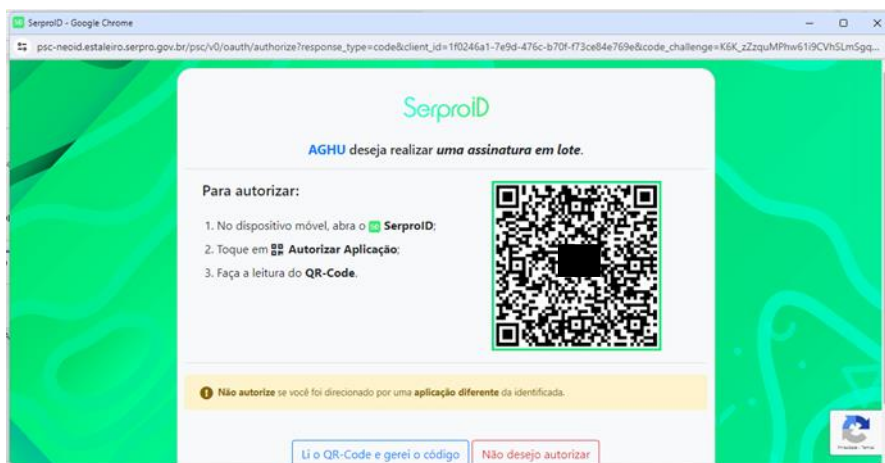 SerproID - Google Chrome
psc-neoid.estaleiro.serpro.gov.br/psc/v0/oauth/authorize?response_type=code&client_id=1f0246a1-7e9d-476c-b70f-f73ce84e769e&code_challenge=K6K_zZzquMPhw61i9CVhSLmSgq...
SerproID
AGHU deseja realizar uma assinatura em lote.
Para autorizar:
1. No dispositivo móvel, abra o SerproID;
2. Toque em Autorizar Aplicação;
3. Faça a leitura do QR-Code.
Não autorize se você foi direcionado por uma aplicação diferente da identificada.
Li o QR-Code e gerei o código
Não desejo autorizar